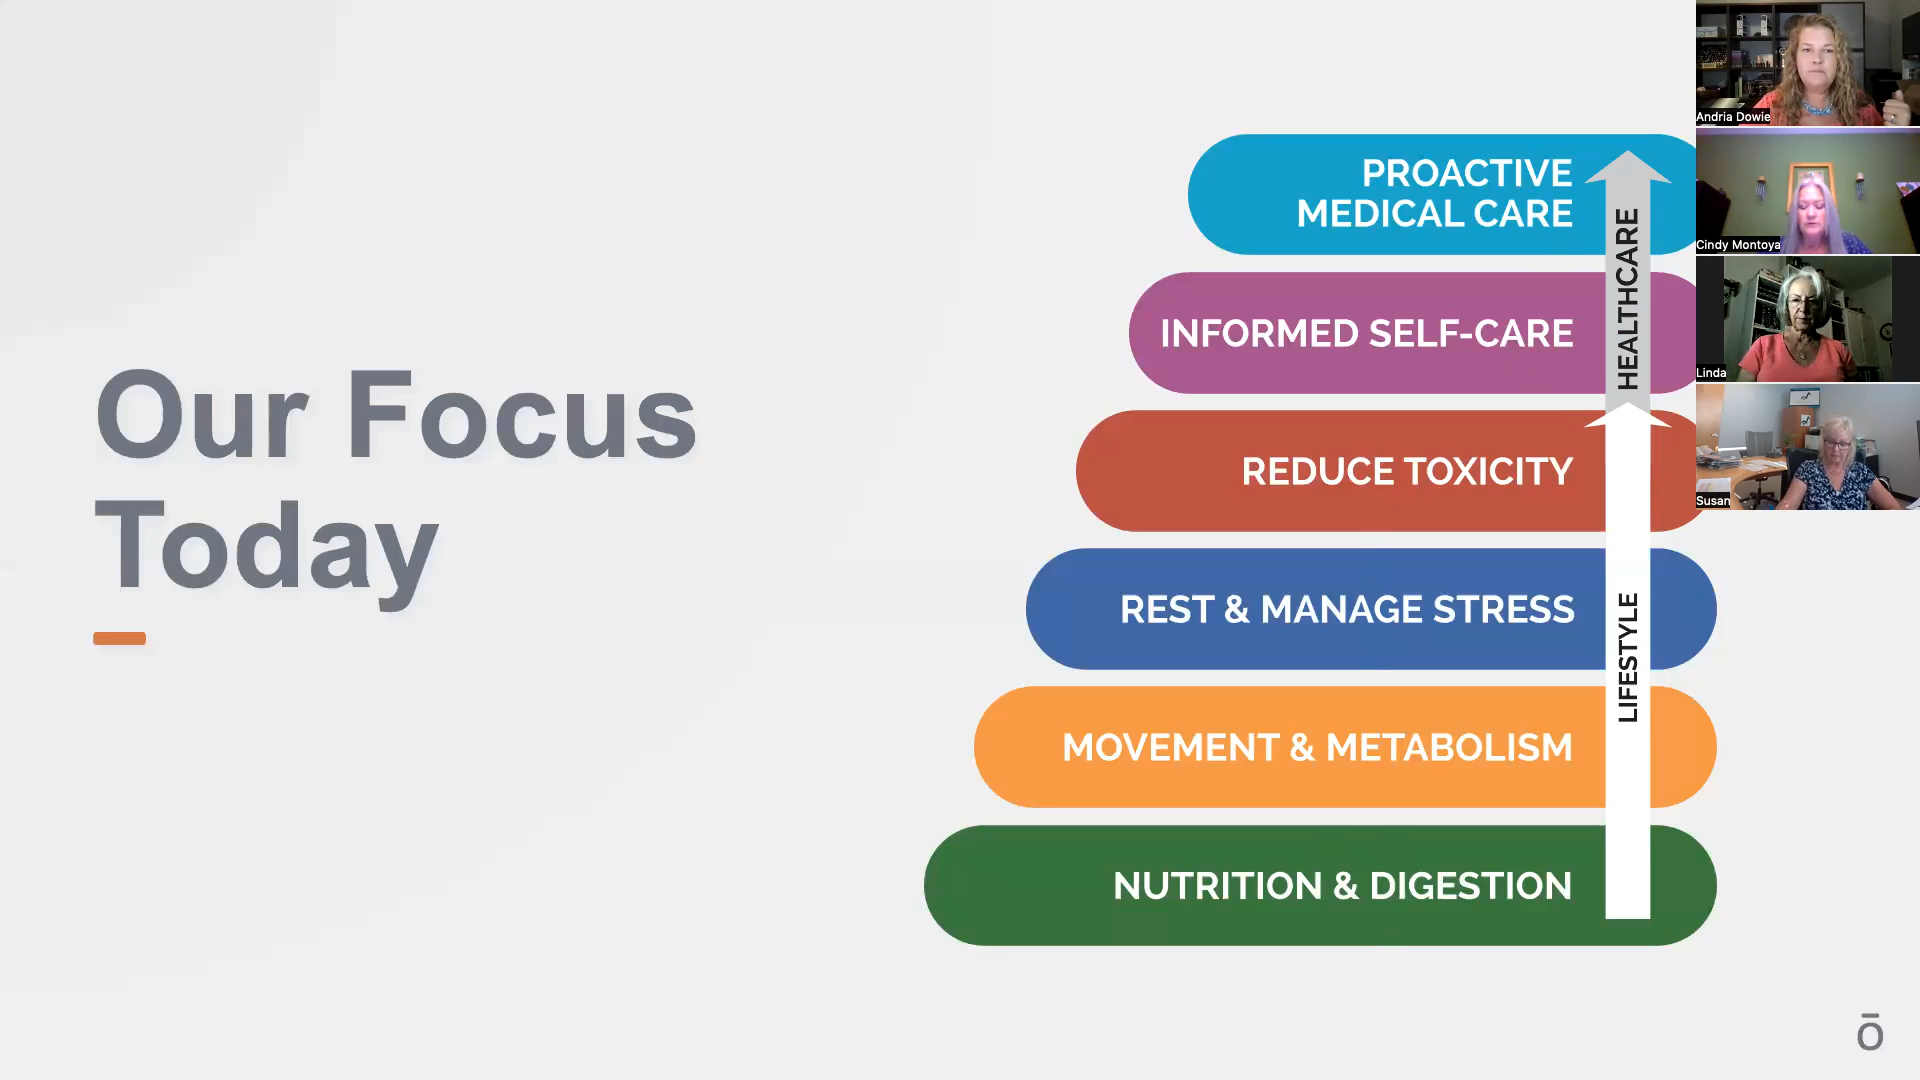 Our Focus
Today
PROACTIVE
MEDICAL CARE
INFORMED SELF-CARE
REDUCE TOXICITY
REST & MANAGE STRESS
MOVEMENT & METABOLISM
NUTRITION & DIGESTION
HEALTHCARE
LIFESTYLE
Andria Dowie
Cindy Montoya
Linda
Susan
ō